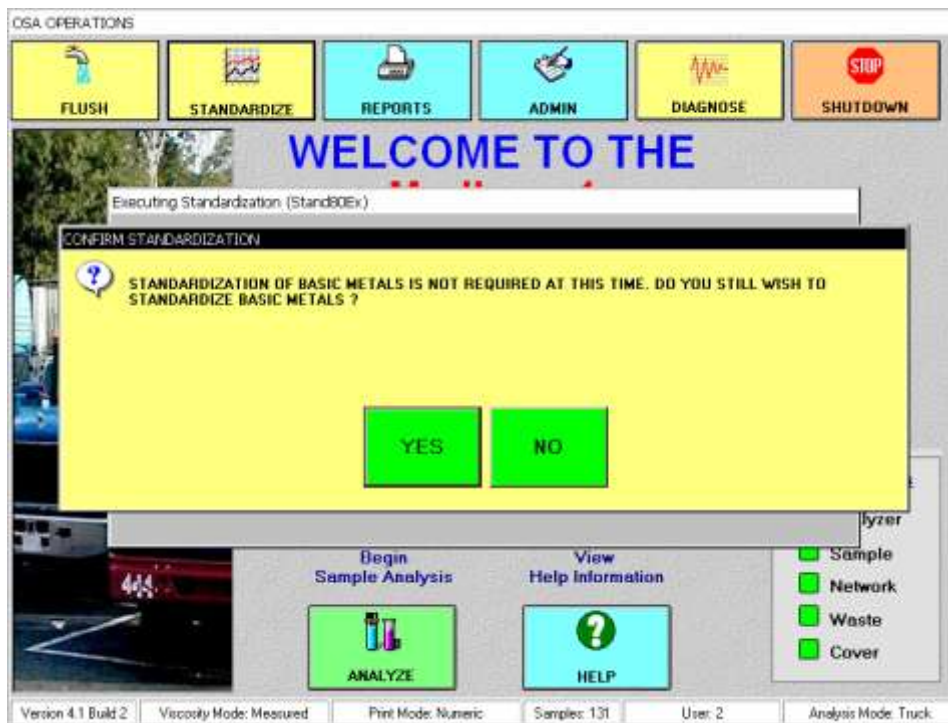 OSA OPERATIONS
FLUSH
STANDARDIZE
REPORTS
ADMIN
STOP
DIAGNOSE
SHUTDOWN
WELCOME TO THE
Executing Standardization (Stand80Ex)
CONFIRM STANDARDIZATION
STANDARDIZATION OF BASIC METALS IS NOT REQUIRED AT THIS TIME. DO YOU STILL WISH TO
STANDARDIZE BASIC METALS ?
YES
NO
lyzer
Sample
Network
Waste
Cover
444
Begin
Sample Analysis
View
Help Information
ANALYZE
HELP
Version 4.1 Build 2
Viscosity Mode: Measured
Print Mode: Numeric
Samples: 131
User: 2
Analysis Mode: Truck